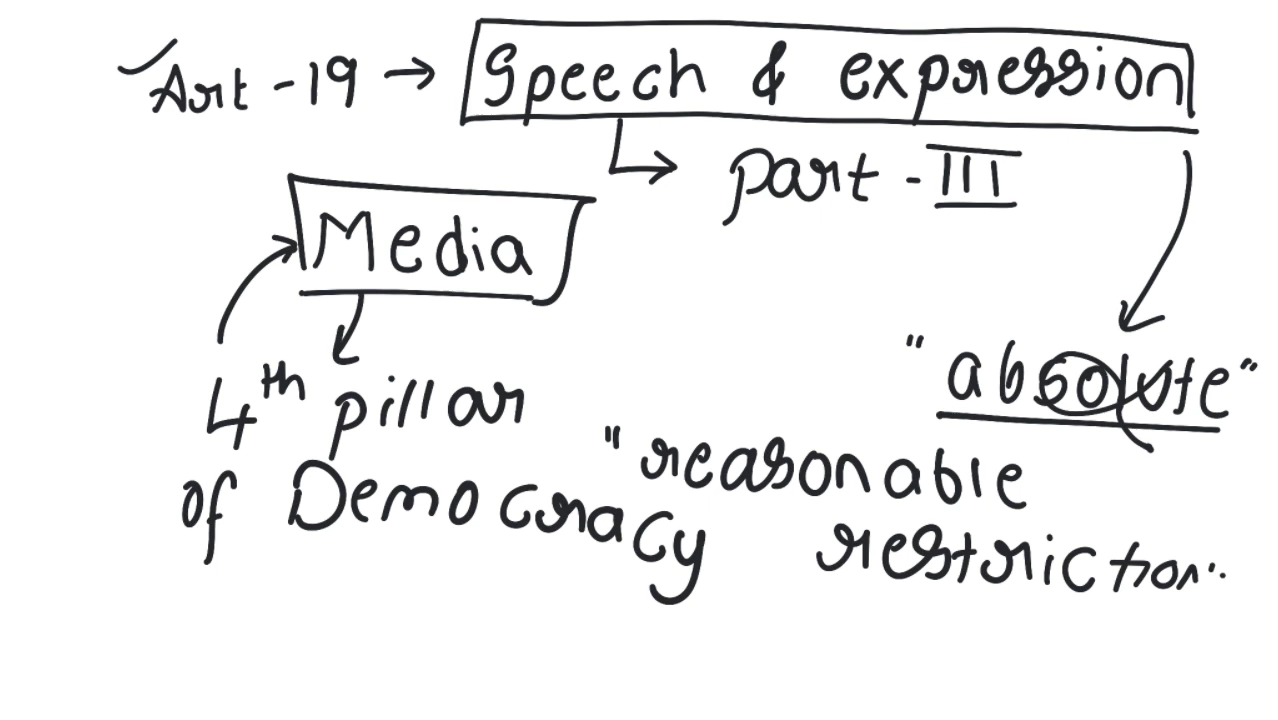 Art - 19 → Speech & expression
part - III
Media
4th pillar
of Democracy
"absolute"
"reasonable
restriction"